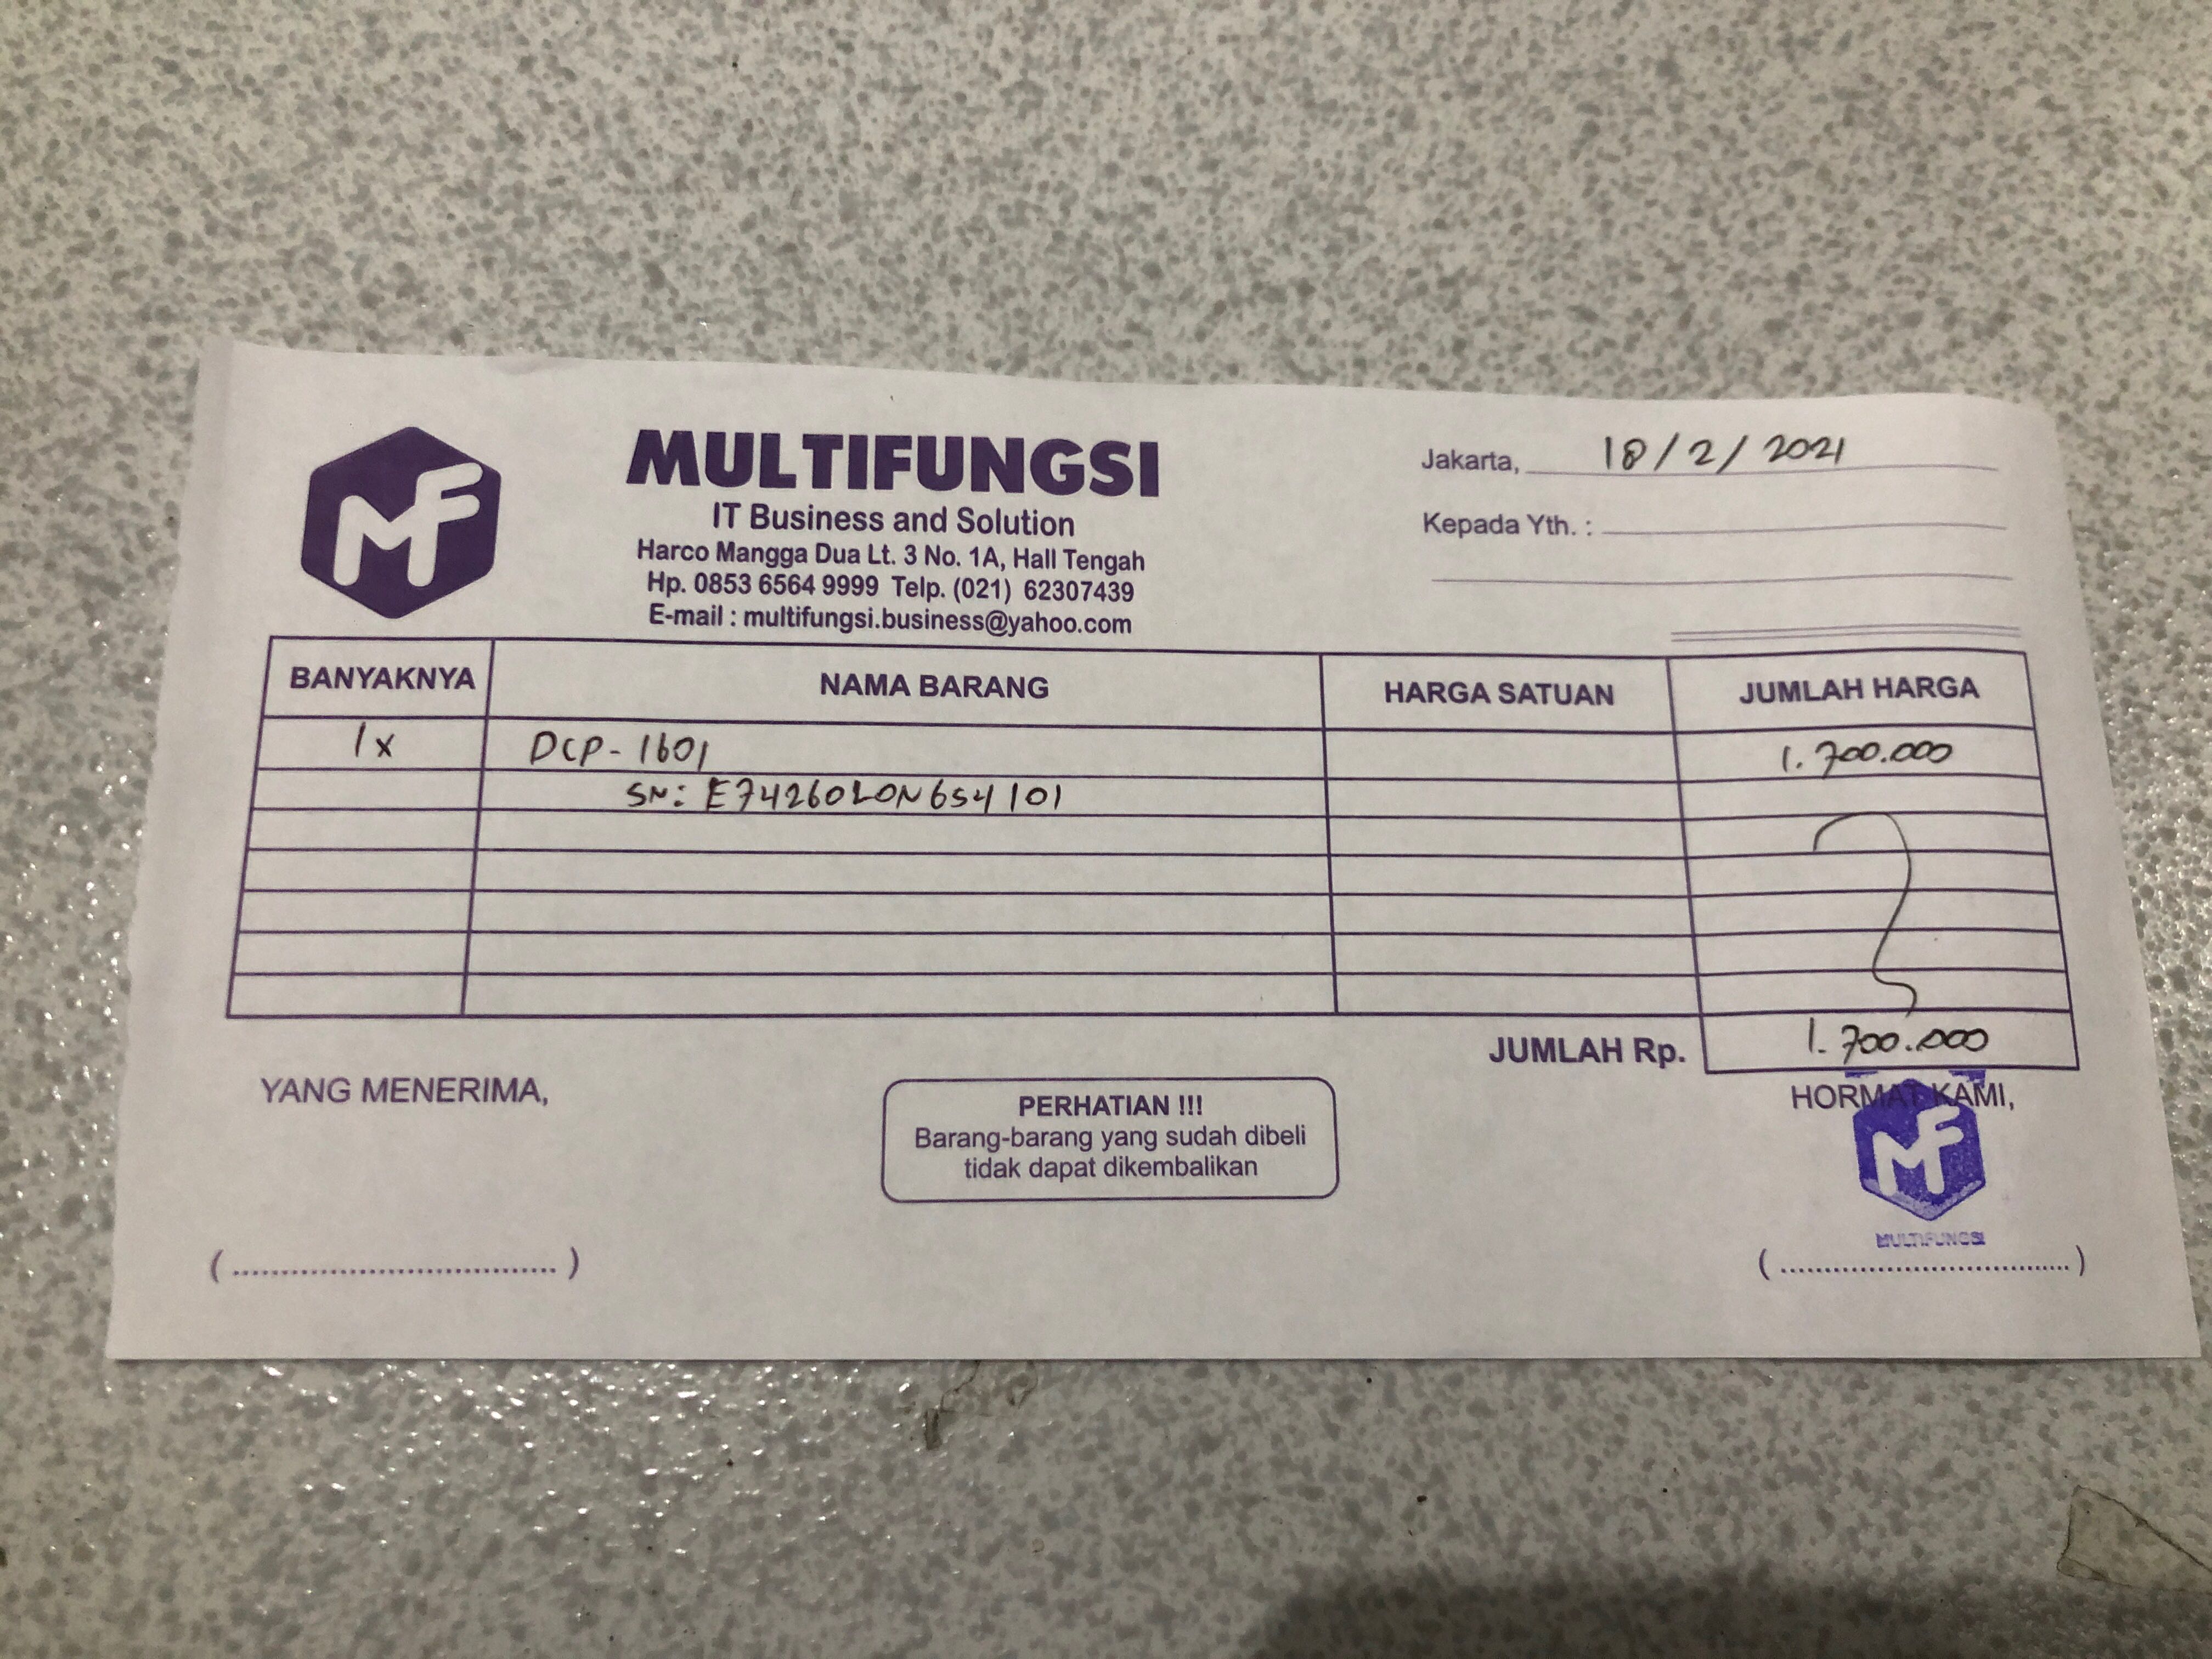 MF
MULTIFUNGSI
IT Business and Solution
Harco Mangga Dua Lt. 3 No. 1A, Hall Tengah
Hp. 0853 6564 9999 Telp. (021) 62307439
E-mail : multifungsi.business@yahoo.com
Jakarta, 18/2/2021
Kepada Yth. :
BANYAKNYA NAMA BARANG HARGA SATUAN JUMLAH HARGA
1x DCP-1601 1.700.000
SN: E74260L0N654101
JUMLAH Rp. 1.700.000
YANG MENERIMA,
PERHATIAN !!!
Barang-barang yang sudah dibeli
tidak dapat dikembalikan
HORMAT KAMI,
MF
MULTIFUNGSI
(....................................)
(....................................)